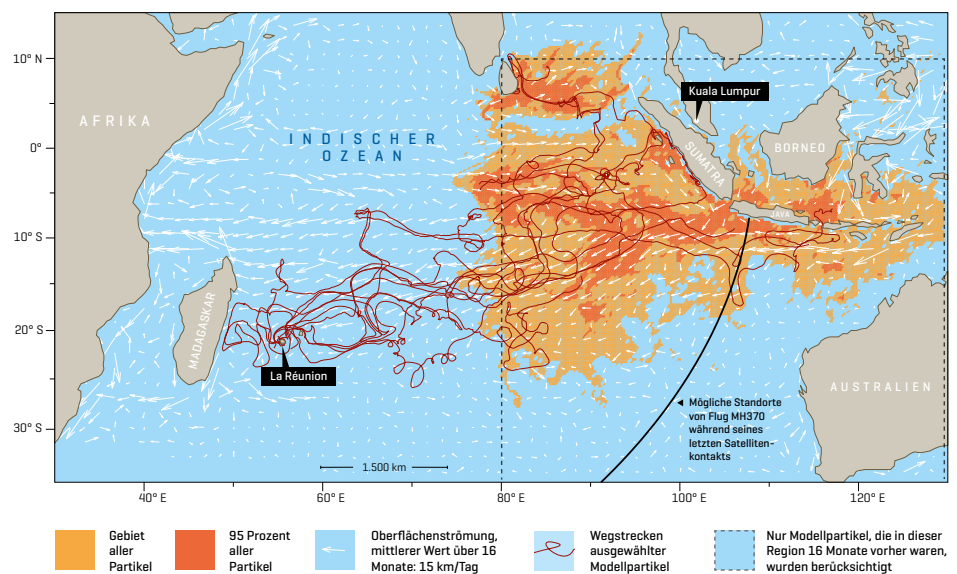 10° N
0°
10° S
20° S
30° S
AFRIKA
INDISCHER
OZEAN
Kuala Lumpur
SUMATRA
BORNEO
JAVA
MADAGASKAR
La Réunion
AUSTRALIEN
Mögliche Standorte
von Flug MH370
während seines
letzten Satelliten-
kontakts
1.500 km
40° E
60° E
80° E
100° E
120° E
Gebiet
aller
Partikel
95 Prozent
aller
Partikel
Oberflächenströmung,
mittlerer Wert über 16
Monate: 15 km/Tag
Wegstrecken
ausgewählter
Modellpartikel
Nur Modellpartikel, die in dieser
Region 16 Monate vorher waren,
wurden berücksichtigt